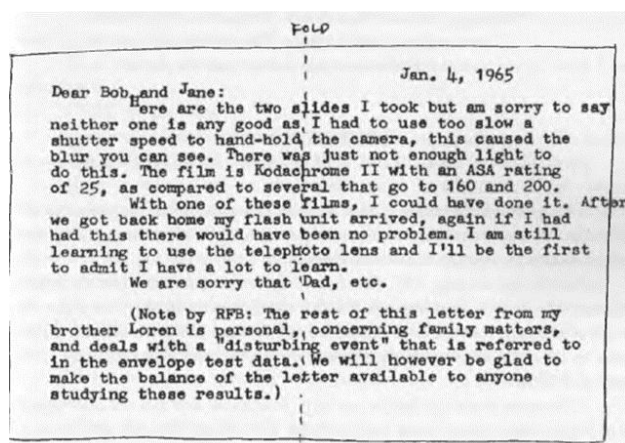 FOLD
Jan. 4, 1965
Dear Bob and Jane:
Here are the two slides I took but am sorry to say
neither one is any good as I had to use too slow a
shutter speed to hand-hold the camera, this caused the
blur you can see. There was just not enough light to
do this. The film is Kodachrome II with an ASA rating
of 25, as compared to several that go to 160 and 200.
With one of these films, I could have done it. After
I got back home my flash unit arrived, again if I had
had this there would have been no problem. I am still
learning to use the telephoto lens and I'll be the first
to admit I have a lot to learn.
We are sorry that Dad, etc.
(Note by RFB: The rest of this letter from my
brother Loren is personal, concerning family matters,
and deals with a "disturbing event" that is referred to
in the envelope test data. We will however be glad to
make the balance of the letter available to anyone
studying these results.)